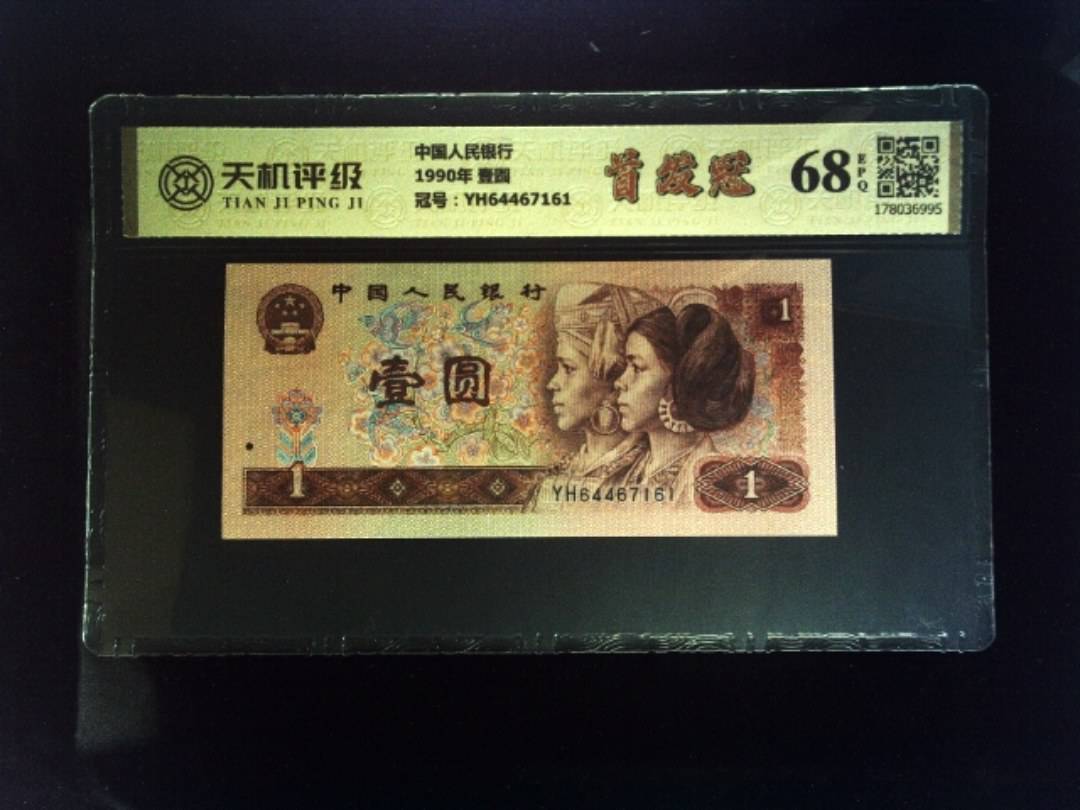 天机评级
TIAN JI PING JI
中国人民银行
1990年 壹圆
冠号：YH64467161
首发冠
68
EPQ
178036995
中国人民银行
1
壹圆
1
YH64467161
1